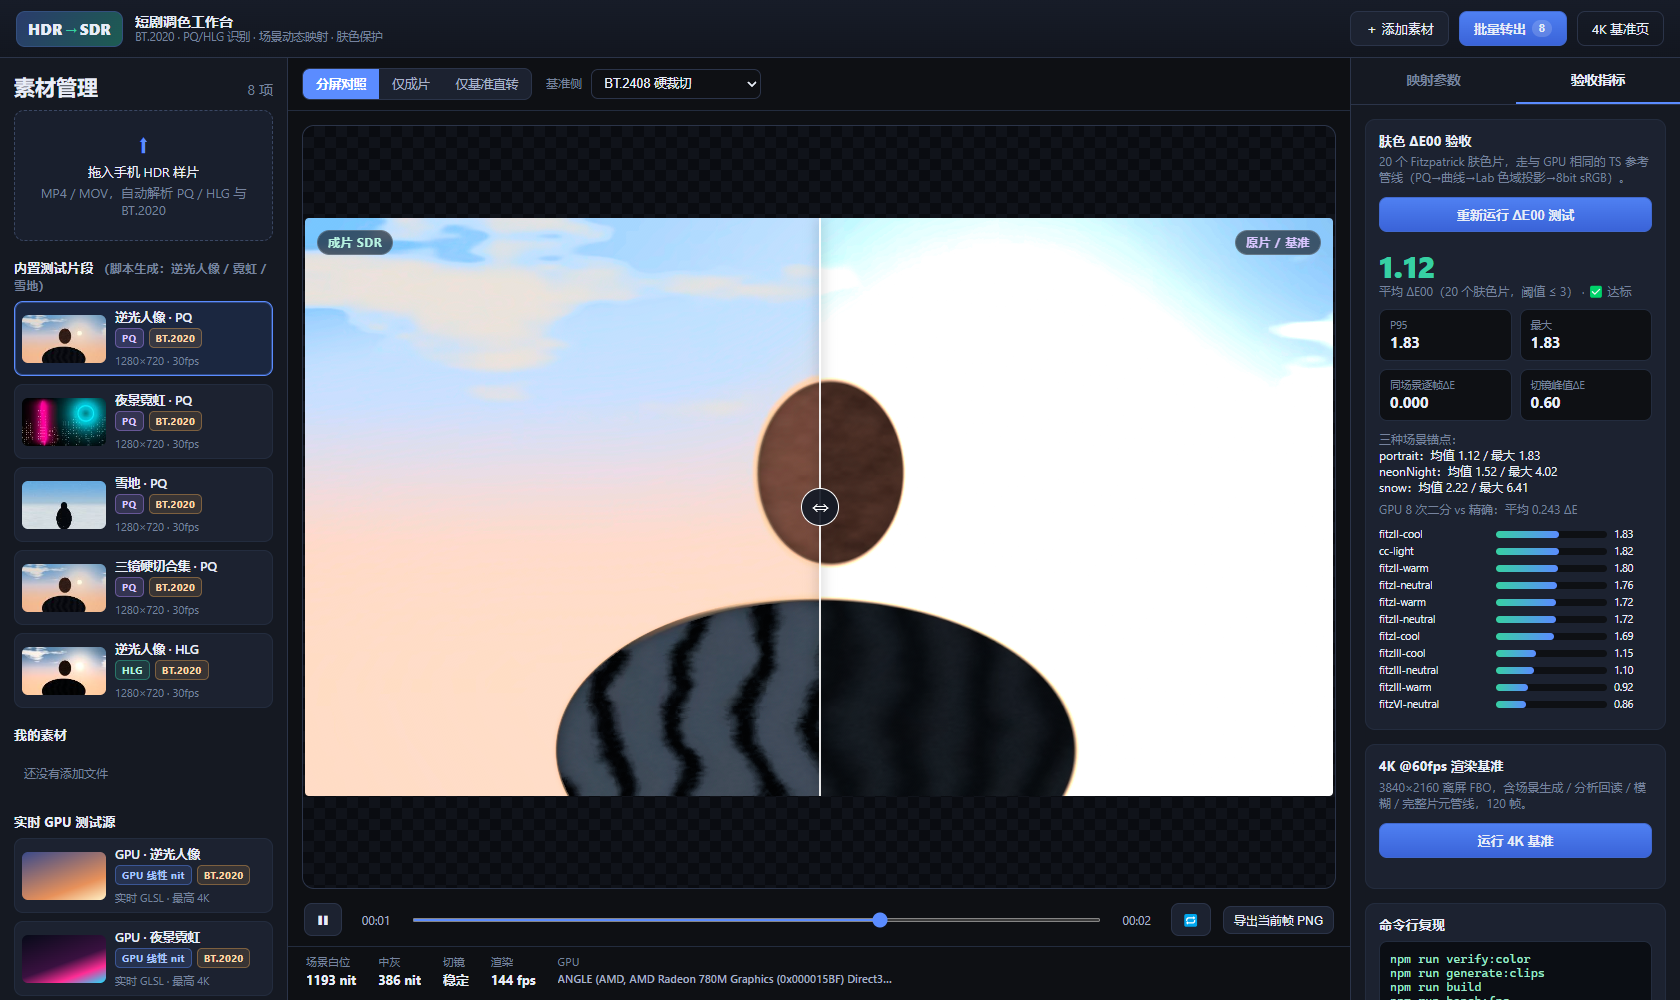 HDR→SDR
短剧调色工作台
BT.2020 · PQ/HLG 识别 · 场景动态映射 · 肤色保护
+ 添加素材
批量转出 8
4K 基准页
素材管理
8 项
拖入手机 HDR 样片
MP4 / MOV，自动解析 PQ / HLG 与
BT.2020
内置测试片段 （脚本生成：逆光人像 / 霓虹 /
雪地）
逆光人像 · PQ
PQ BT.2020
1280×720 · 30fps
夜景霓虹 · PQ
PQ BT.2020
1280×720 · 30fps
雪地 · PQ
PQ BT.2020
1280×720 · 30fps
三镜硬切合集 · PQ
PQ BT.2020
1280×720 · 30fps
逆光人像 · HLG
HLG BT.2020
1280×720 · 30fps
我的素材
还没有添加文件
实时 GPU 测试源
GPU · 逆光人像
GPU 线性 nit BT.2020
实时 GLSL · 最高 4K
GPU · 夜景霓虹
GPU 线性 nit BT.2020
实时 GLSL · 最高 4K
分屏对照 仅成片 仅基准直转 基准侧 BT.2408 硬裁切
成片 SDR
原片 / 基准
00:01
00:02
导出当前帧 PNG
场景白位 中灰 切镜 渲染 GPU
1193 nit 386 nit 稳定 144 fps ANGLE (AMD, AMD Radeon 780M Graphics (0x000015BF) Direct3...
映射参数 验收指标
肤色 ΔE00 验收
20 个 Fitzpatrick 肤色片，走与 GPU 相同的 TS 参考
管线（PQ→曲线→Lab 色域投影→8bit sRGB）。
重新运行 ΔE00 测试
1.12
平均 ΔE00（20 个肤色片，阈值 ≤ 3） · ✅ 达标
P95
1.83
最大
1.83
同场景逐帧ΔE
0.000
切镜峰值ΔE
0.60
三种场景锚点：
portrait：均值 1.12 / 最大 1.83
neonNight：均值 1.52 / 最大 4.02
snow：均值 2.22 / 最大 6.41
GPU 8 次二分 vs 精确：平均 0.243 ΔE
fitzII-cool 1.83
cc-light 1.82
fitzII-warm 1.80
fitzI-neutral 1.76
fitzI-warm 1.72
fitzII-neutral 1.72
fitzI-cool 1.69
fitzIII-cool 1.15
fitzIII-neutral 1.10
fitzIII-warm 0.92
fitzVI-neutral 0.86
4K @60fps 渲染基准
3840×2160 离屏 FBO，含场景生成 / 分析回读 / 模
糊 / 完整片元管线，120 帧。
运行 4K 基准
命令行复现
npm run verify:color
npm run generate:clips
npm run build